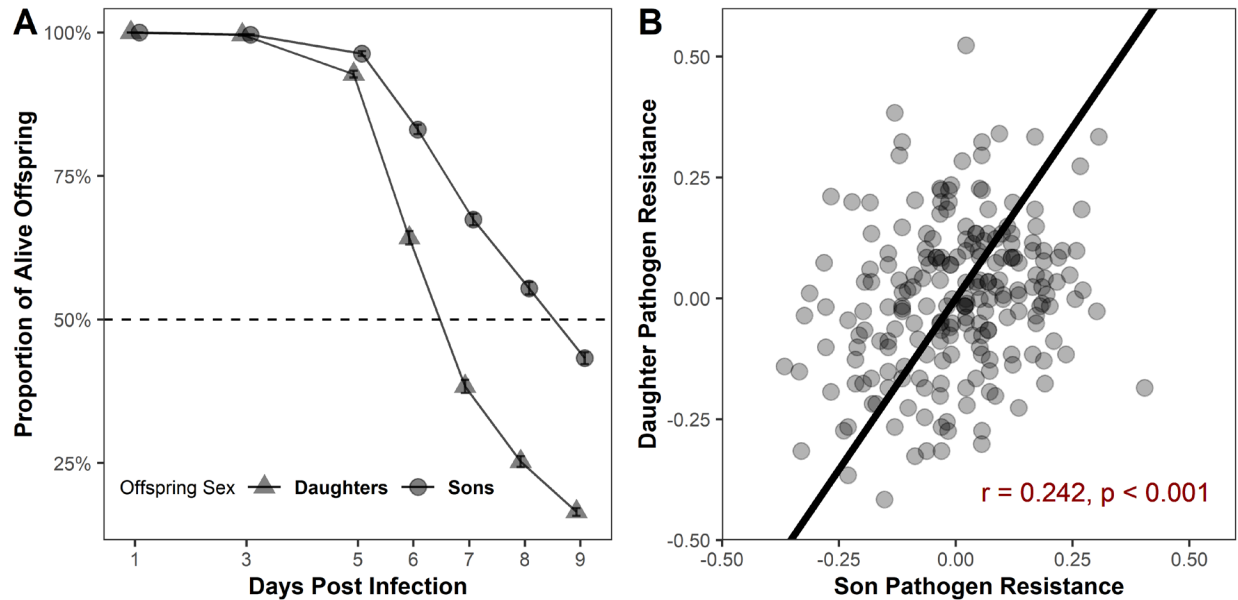 A
100%
75%
50%
25%
Proportion of Alive Offspring
Offspring Sex Daughters Sons
1 3 5 6 7 8 9
Days Post Infection
B
0.50
0.25
0.00
-0.25
-0.50
Daughter Pathogen Resistance
r = 0.242, p < 0.001
-0.50 -0.25 0.00 0.25 0.50
Son Pathogen Resistance